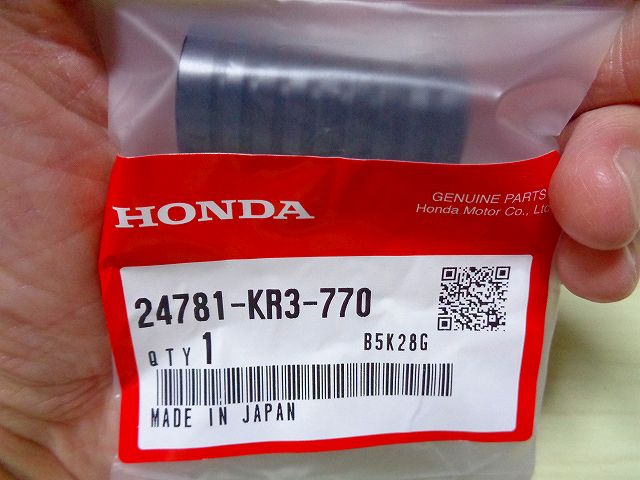 HONDA
GENUINE PARTS
Honda Motor Co., Ltd
24781-KR3-770
QTY 1
B5K28G
MADE IN JAPAN